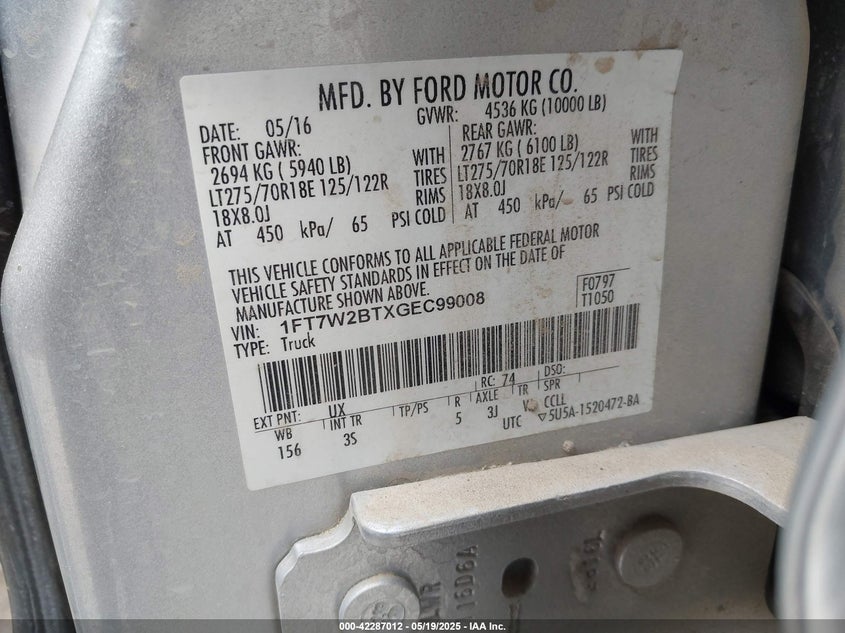 MFD. BY FORD MOTOR CO.
DATE: 05/16 GVWR: 4536 KG (10000 LB)
FRONT GAWR: REAR GAWR:
2694 KG ( 5940 LB) WITH 2767 KG ( 6100 LB) WITH
LT275/70R18E 125/122R TIRES LT275/70R18E 125/122R TIRES
18X8.0J RIMS 18X8.0J RIMS
AT 450 kPa/ 65 PSI COLD AT 450 kPa/ 65 PSI COLD
THIS VEHICLE CONFORMS TO ALL APPLICABLE FEDERAL MOTOR
VEHICLE SAFETY STANDARDS IN EFFECT ON THE DATE OF
MANUFACTURE SHOWN ABOVE.
F0797
T1050
VIN: 1FT7W2BTXGEC99008
TYPE: Truck
EXT PNT: UX RC: 74 DSO:
WB INT TR TP/PS R AXLE TR SPR
156 3S 5 3J V CCLL
UTC ▽5U5A-1520472-BA
16D6A
000-42287012 - 05/19/2025 - IAA Inc.